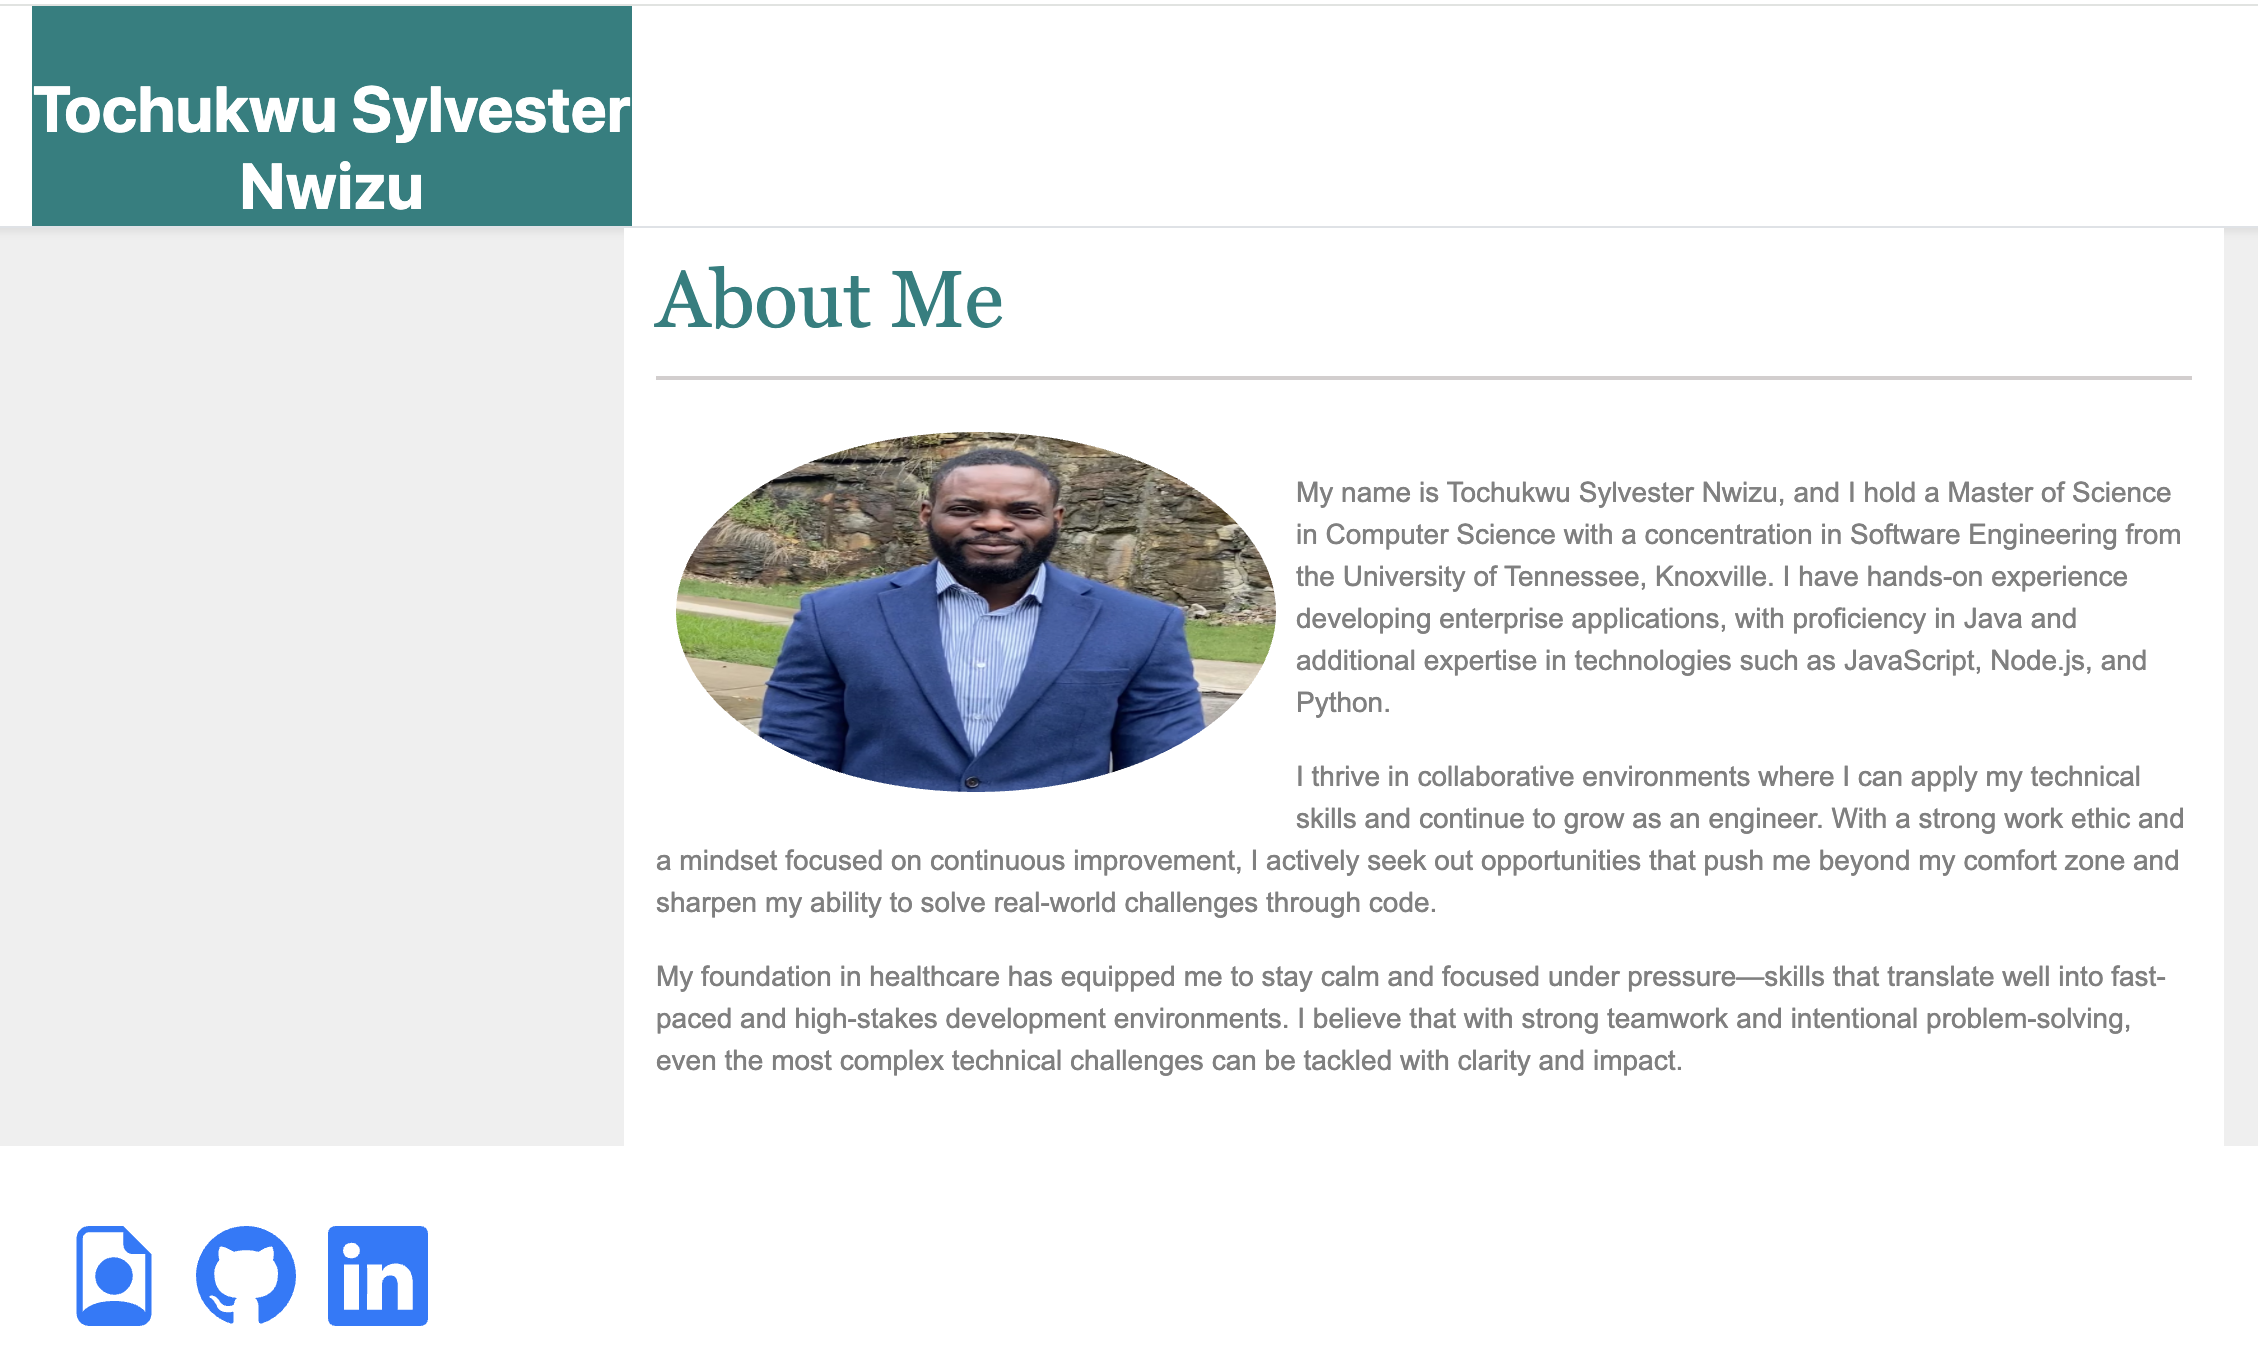 Tochukwu Sylvester
Nwizu
About Me
My name is Tochukwu Sylvester Nwizu, and I hold a Master of Science
in Computer Science with a concentration in Software Engineering from
the University of Tennessee, Knoxville. I have hands-on experience
developing enterprise applications, with proficiency in Java and
additional expertise in technologies such as JavaScript, Node.js, and
Python.
I thrive in collaborative environments where I can apply my technical
skills and continue to grow as an engineer. With a strong work ethic and
a mindset focused on continuous improvement, I actively seek out opportunities that push me beyond my comfort zone and
sharpen my ability to solve real-world challenges through code.
My foundation in healthcare has equipped me to stay calm and focused under pressure—skills that translate well into fast-
paced and high-stakes development environments. I believe that with strong teamwork and intentional problem-solving,
even the most complex technical challenges can be tackled with clarity and impact.
in